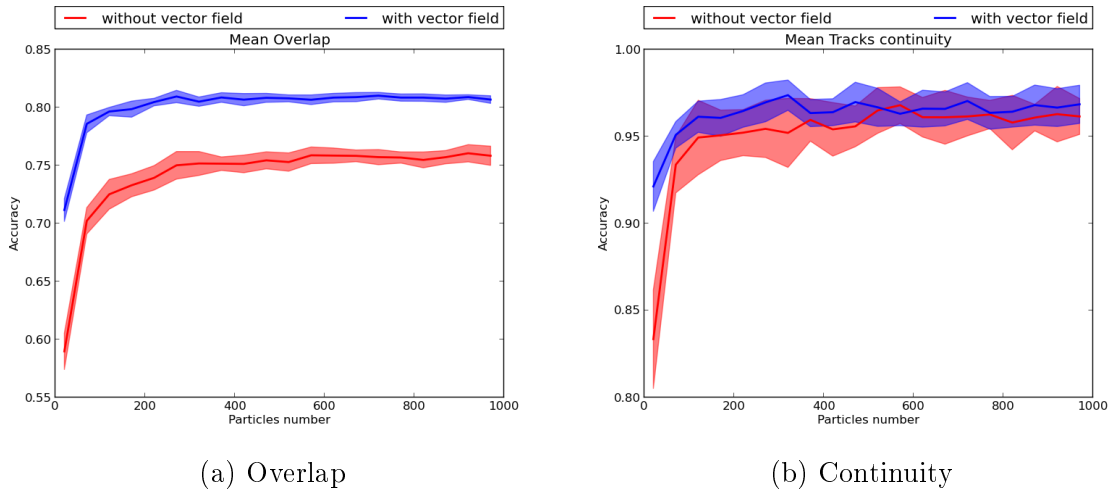 without vector field with vector field
Mean Overlap
0.85
0.80
0.75
0.70
0.65
0.60
0.55
Accuracy
0 200 400 600 800 1000
Particles number
(a) Overlap
without vector field with vector field
Mean Tracks continuity
1.00
0.95
0.90
0.85
0.80
Accuracy
0 200 400 600 800 1000
Particles number
(b) Continuity